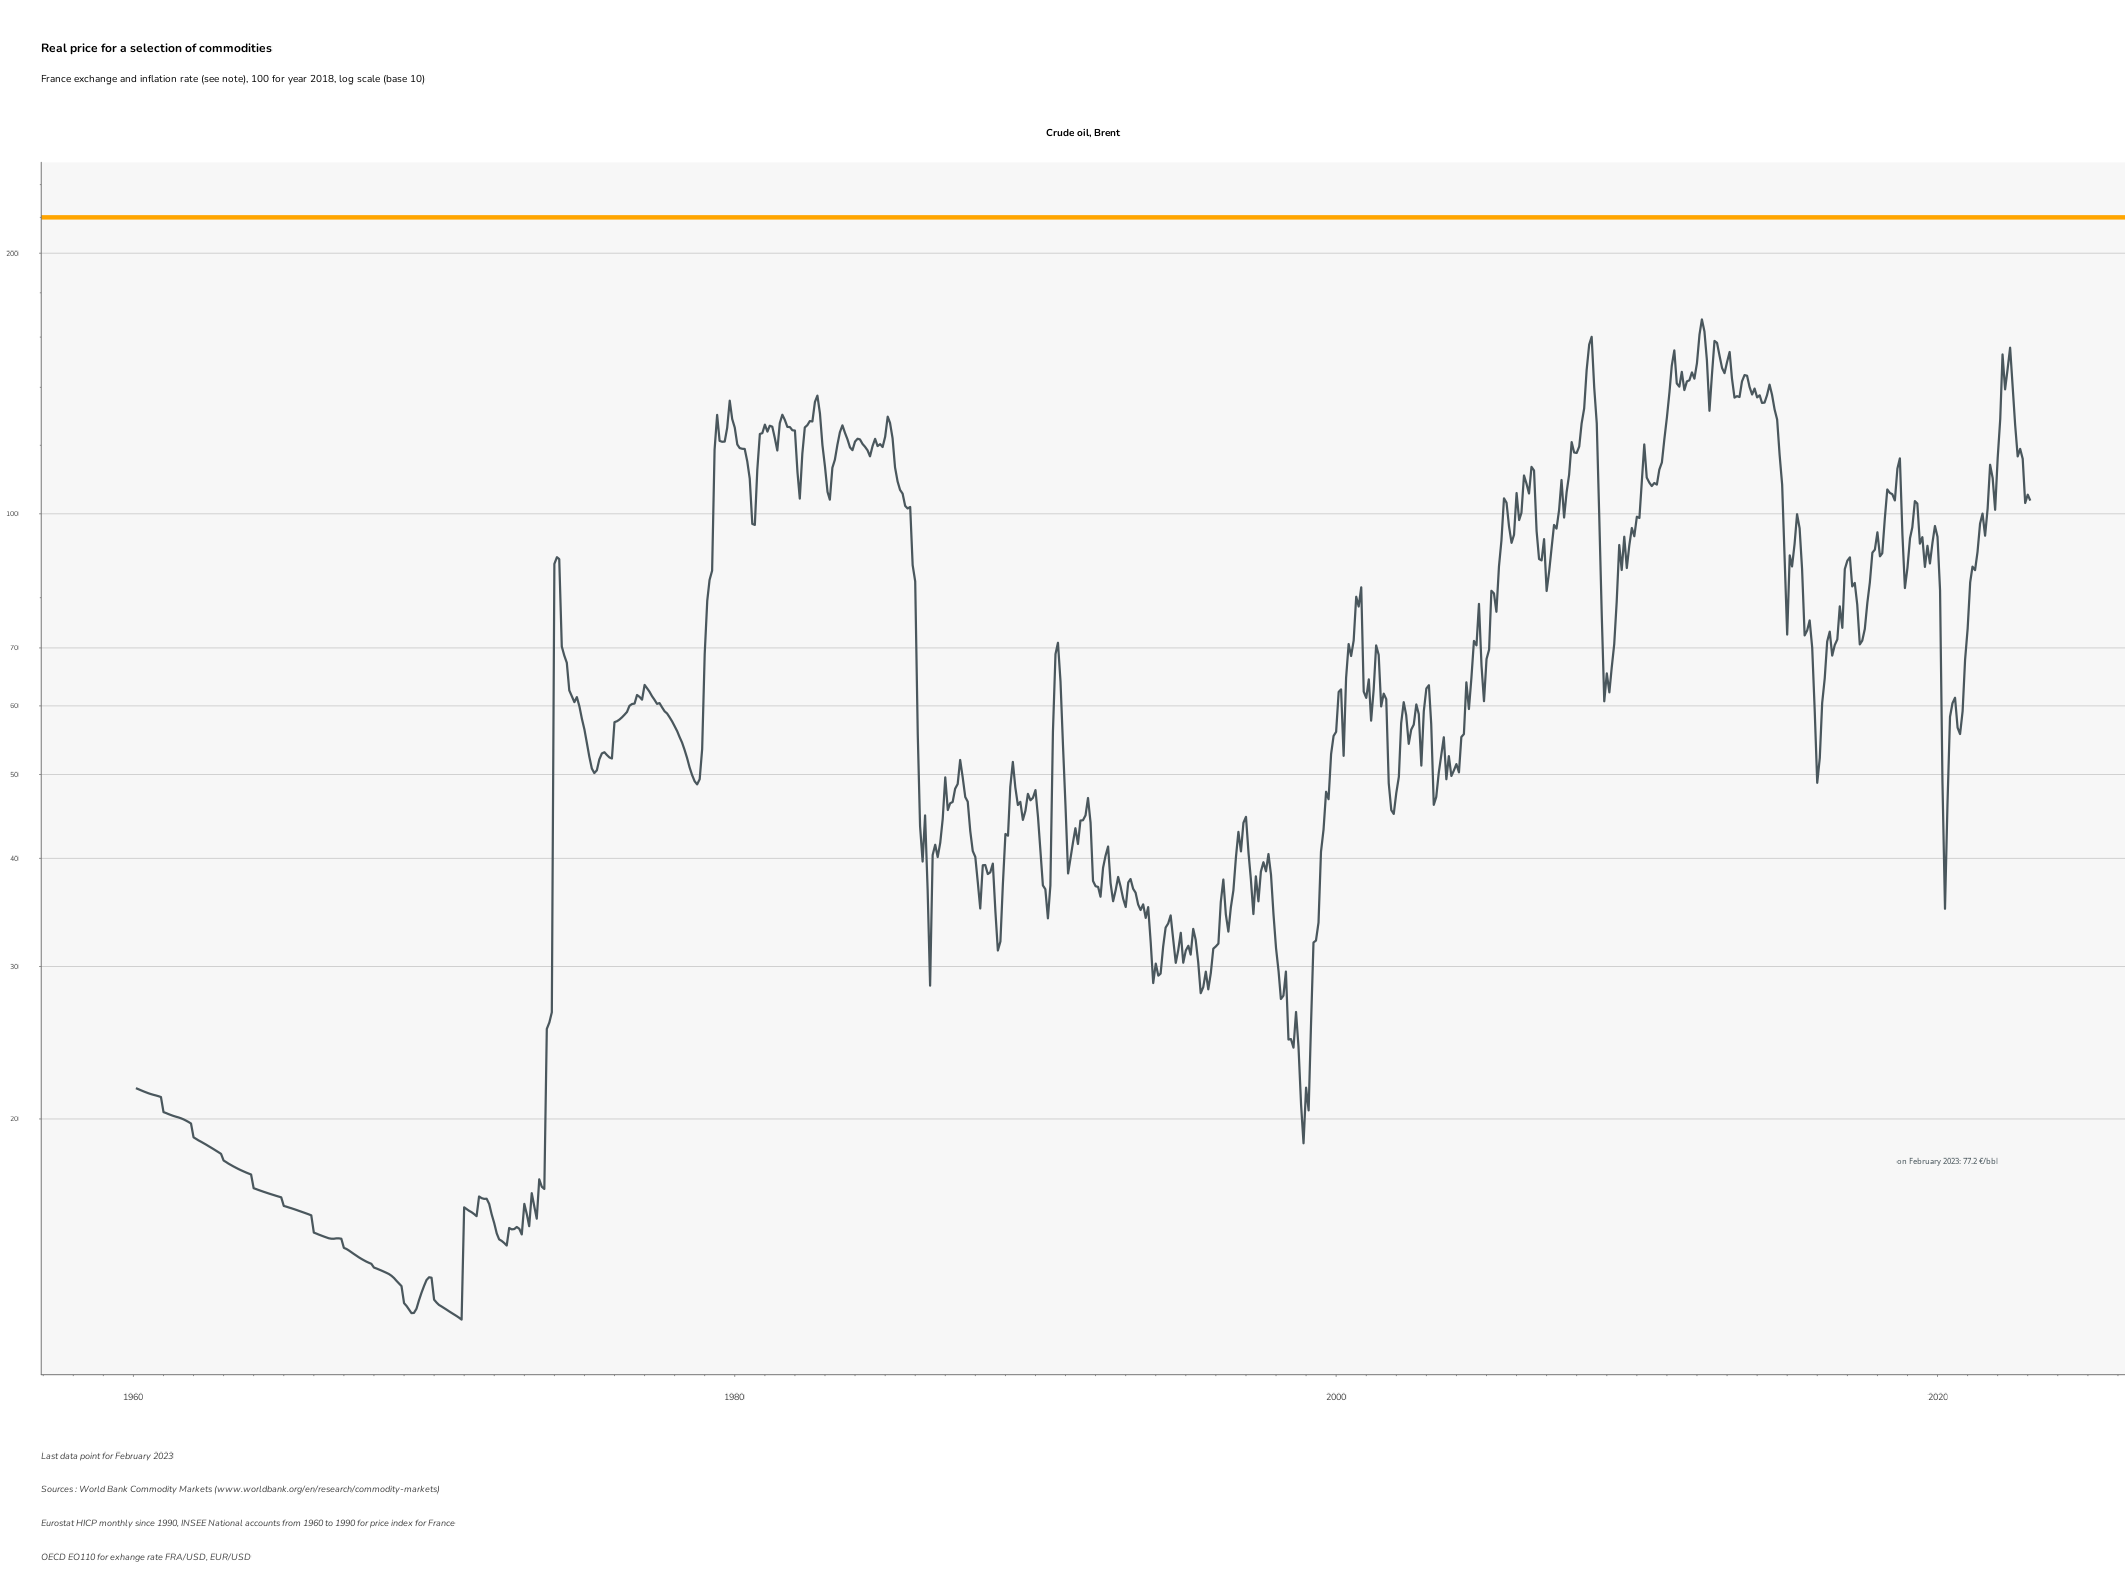 Real price for a selection of commodities
France exchange and inflation rate (see note), 100 for year 2018, log scale (base 10)
Crude oil, Brent
200
100
70
60
50
40
30
20
on February 2023: 77.2 €/bbl
1960
1980
2000
2020
Last data point for February 2023
Sources : World Bank Commodity Markets (www.worldbank.org/en/research/commodity-markets)
Eurostat HICP monthly since 1990, INSEE National accounts from 1960 to 1990 for price index for France
OECD EO110 for exhange rate FRA/USD, EUR/USD